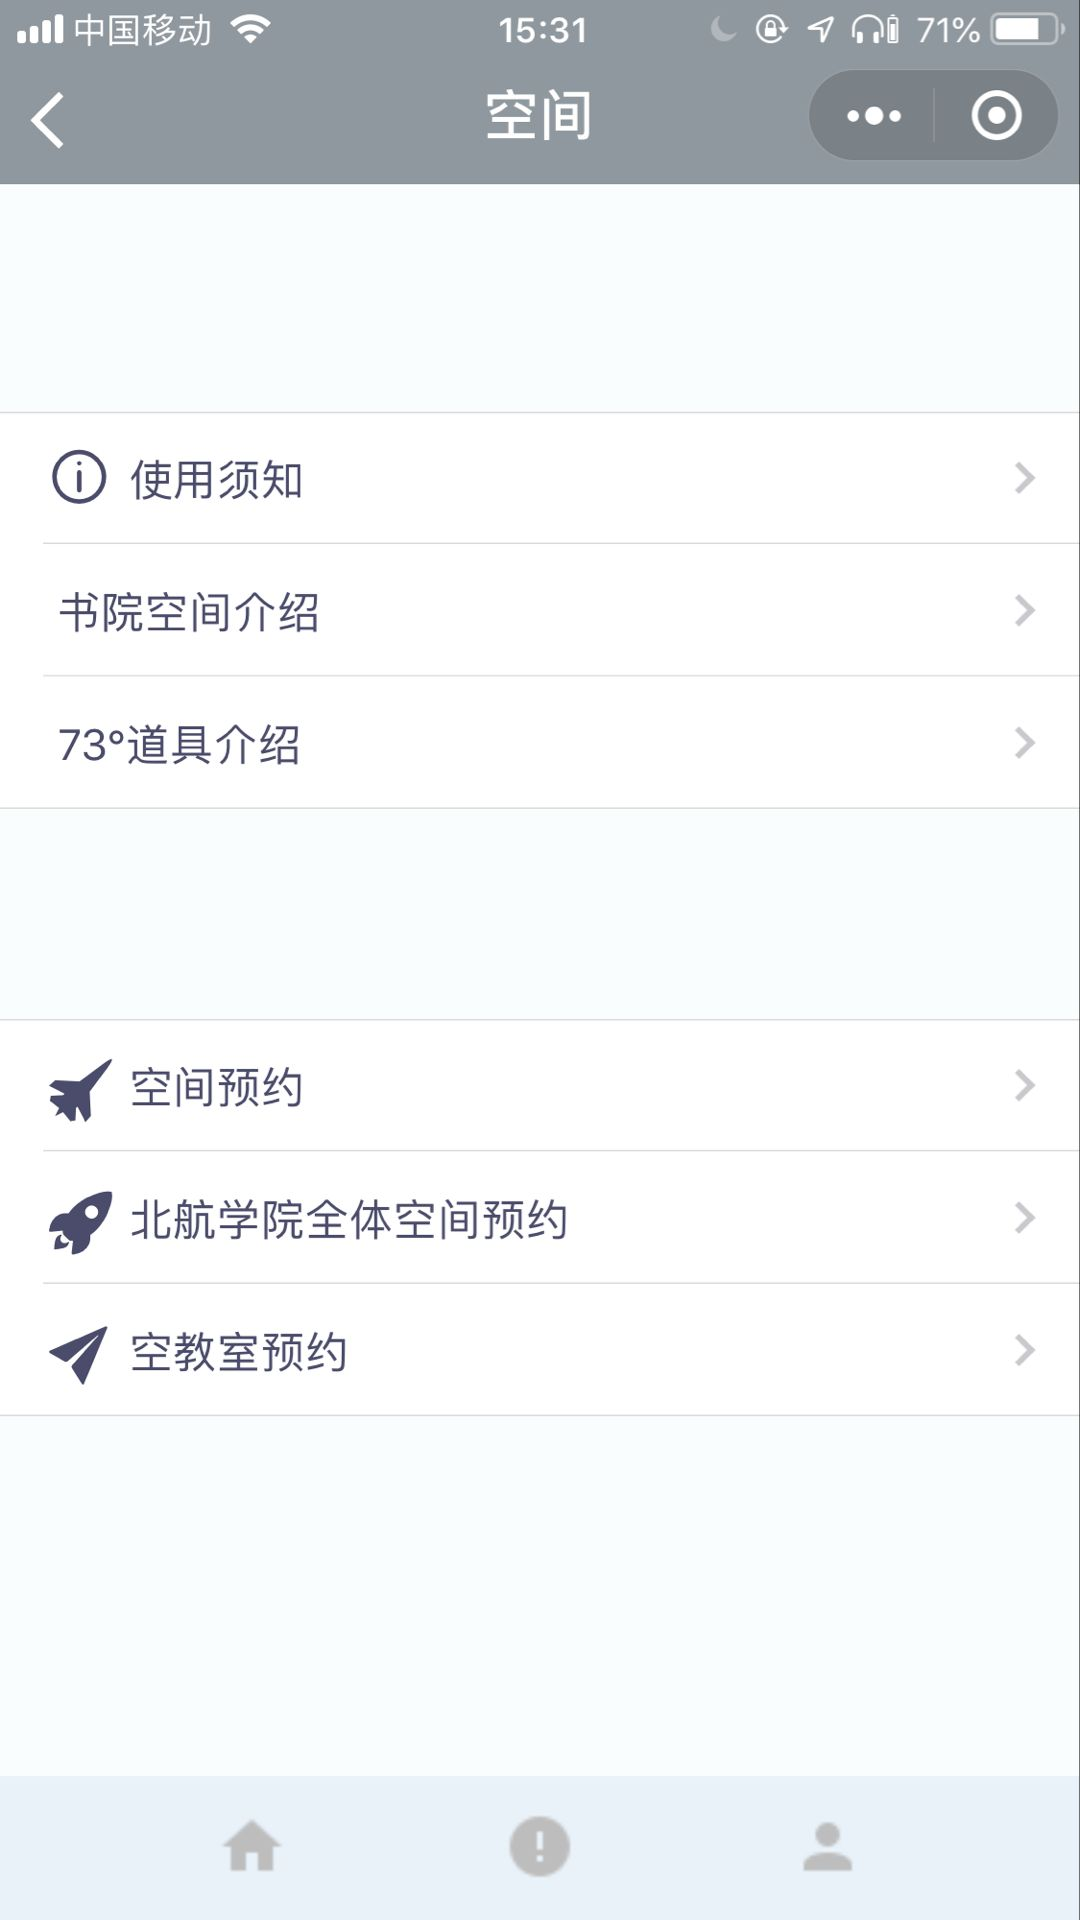 中国移动 15:31 71%
空间
使用须知
书院空间介绍
73°道具介绍
空间预约
北航学院全体空间预约
空教室预约